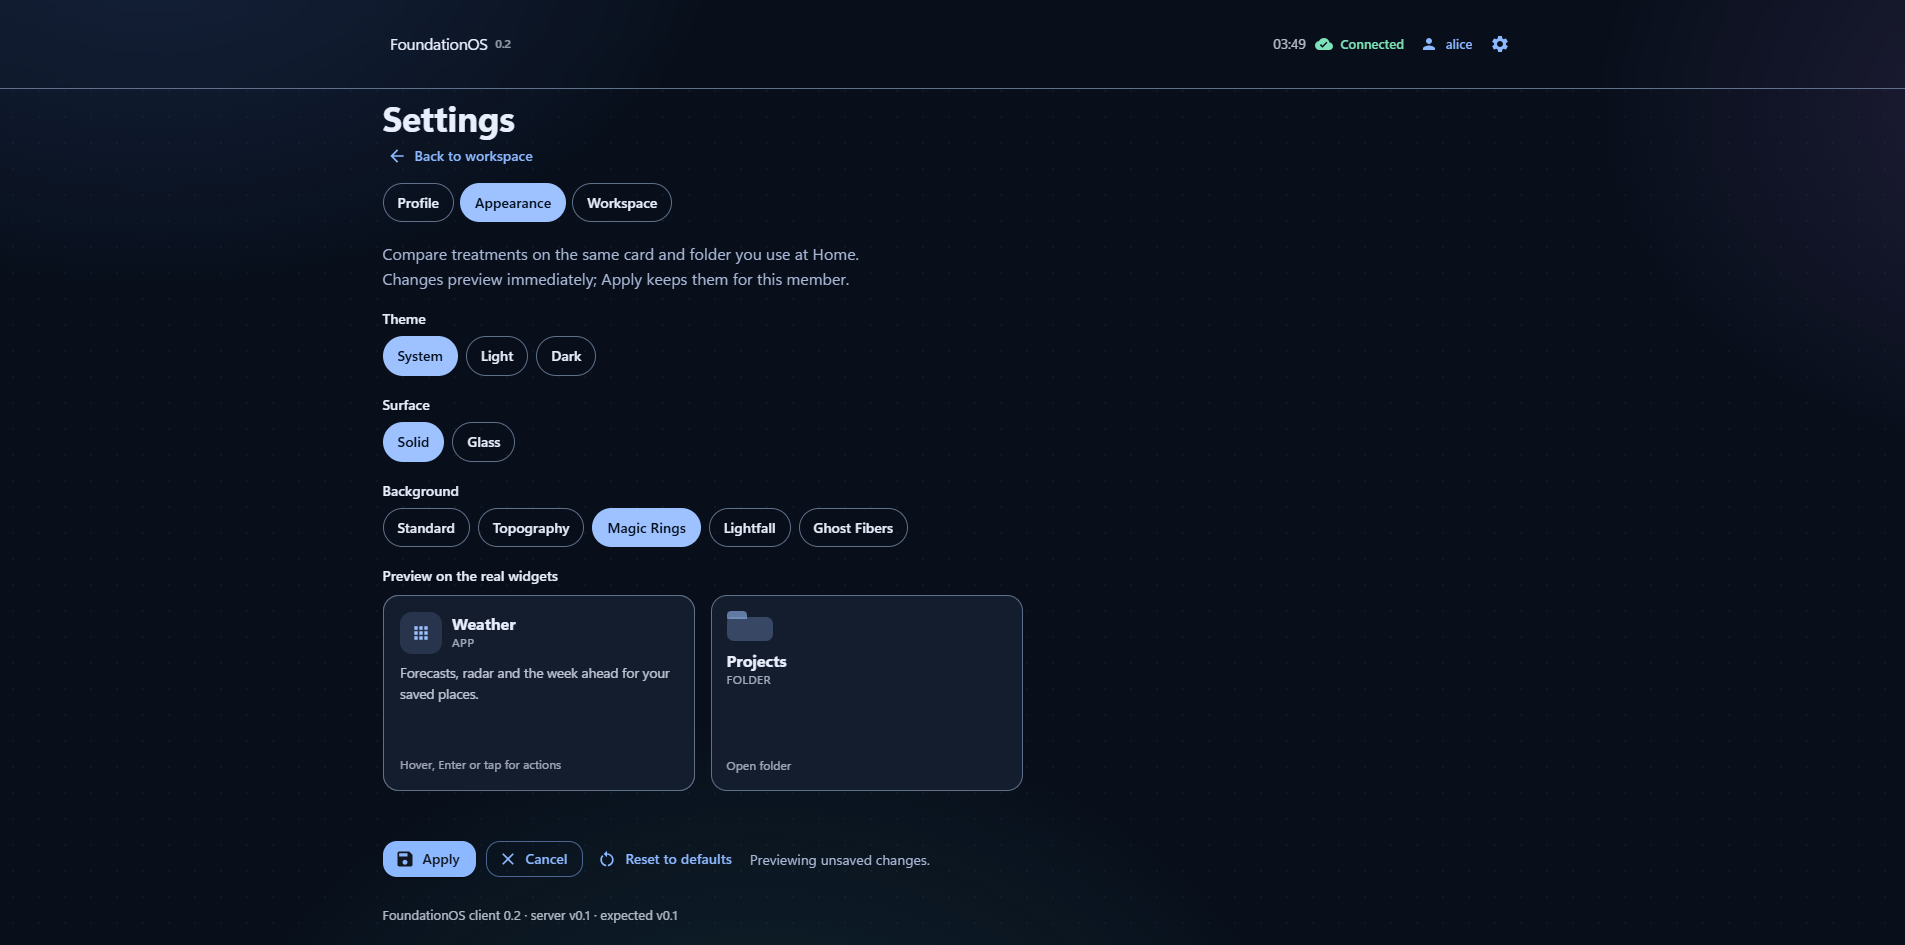 FoundationOS 0.2
03:49 Connected alice
Settings
Back to workspace
Profile Appearance Workspace
Compare treatments on the same card and folder you use at Home.
Changes preview immediately; Apply keeps them for this member.
Theme
System Light Dark
Surface
Solid Glass
Background
Standard Topography Magic Rings Lightfall Ghost Fibers
Preview on the real widgets
Weather
APP
Forecasts, radar and the week ahead for your
saved places.
Hover, Enter or tap for actions
Projects
FOLDER
Open folder
Apply Cancel Reset to defaults Previewing unsaved changes.
FoundationOS client 0.2 · server v0.1 · expected v0.1